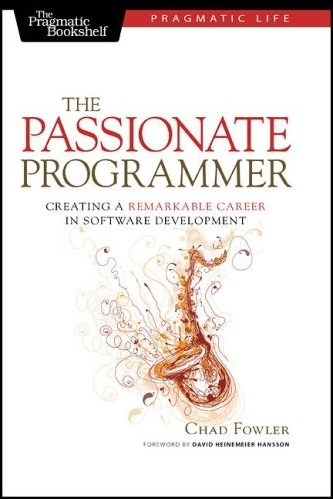 The
Pragmatic
Bookshelf
PRAGMATIC LIFE
THE
PASSIONATE
PROGRAMMER
CREATING A REMARKABLE CAREER
IN SOFTWARE DEVELOPMENT
CHAD FOWLER
FOREWORD BY DAVID HEINEMEIER HANSSON